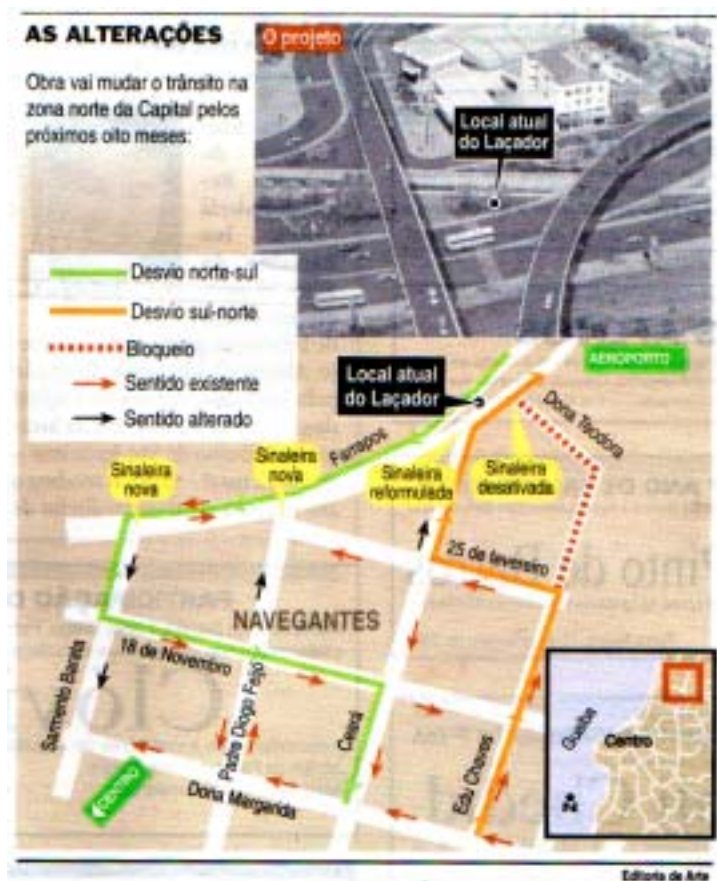 AS ALTERAÇÕES
Obra vai mudar o trânsito na
zona norte da Capital pelos
próximos oito meses:
O projeto
Local atual
do Laçador
Desvio norte-sul
Desvio sul-norte
Bloqueio
Sentido existente
Sentido alterado
AEROPORTO
Local atual
do Laçador
Dona Teodora
Farrapos
Sinaleira
nova
Sinaleira
nova
Sinaleira
reformulada
Sinaleira
desativada
25 de fevereiro
NAVEGANTES
18 de Novembro
Sarmento Barata
Padre Diogo Feijó
Ceará
Edu Chaves
Dona Margarida
CENTRO
Guaíba
Centro
Editoria de Arte